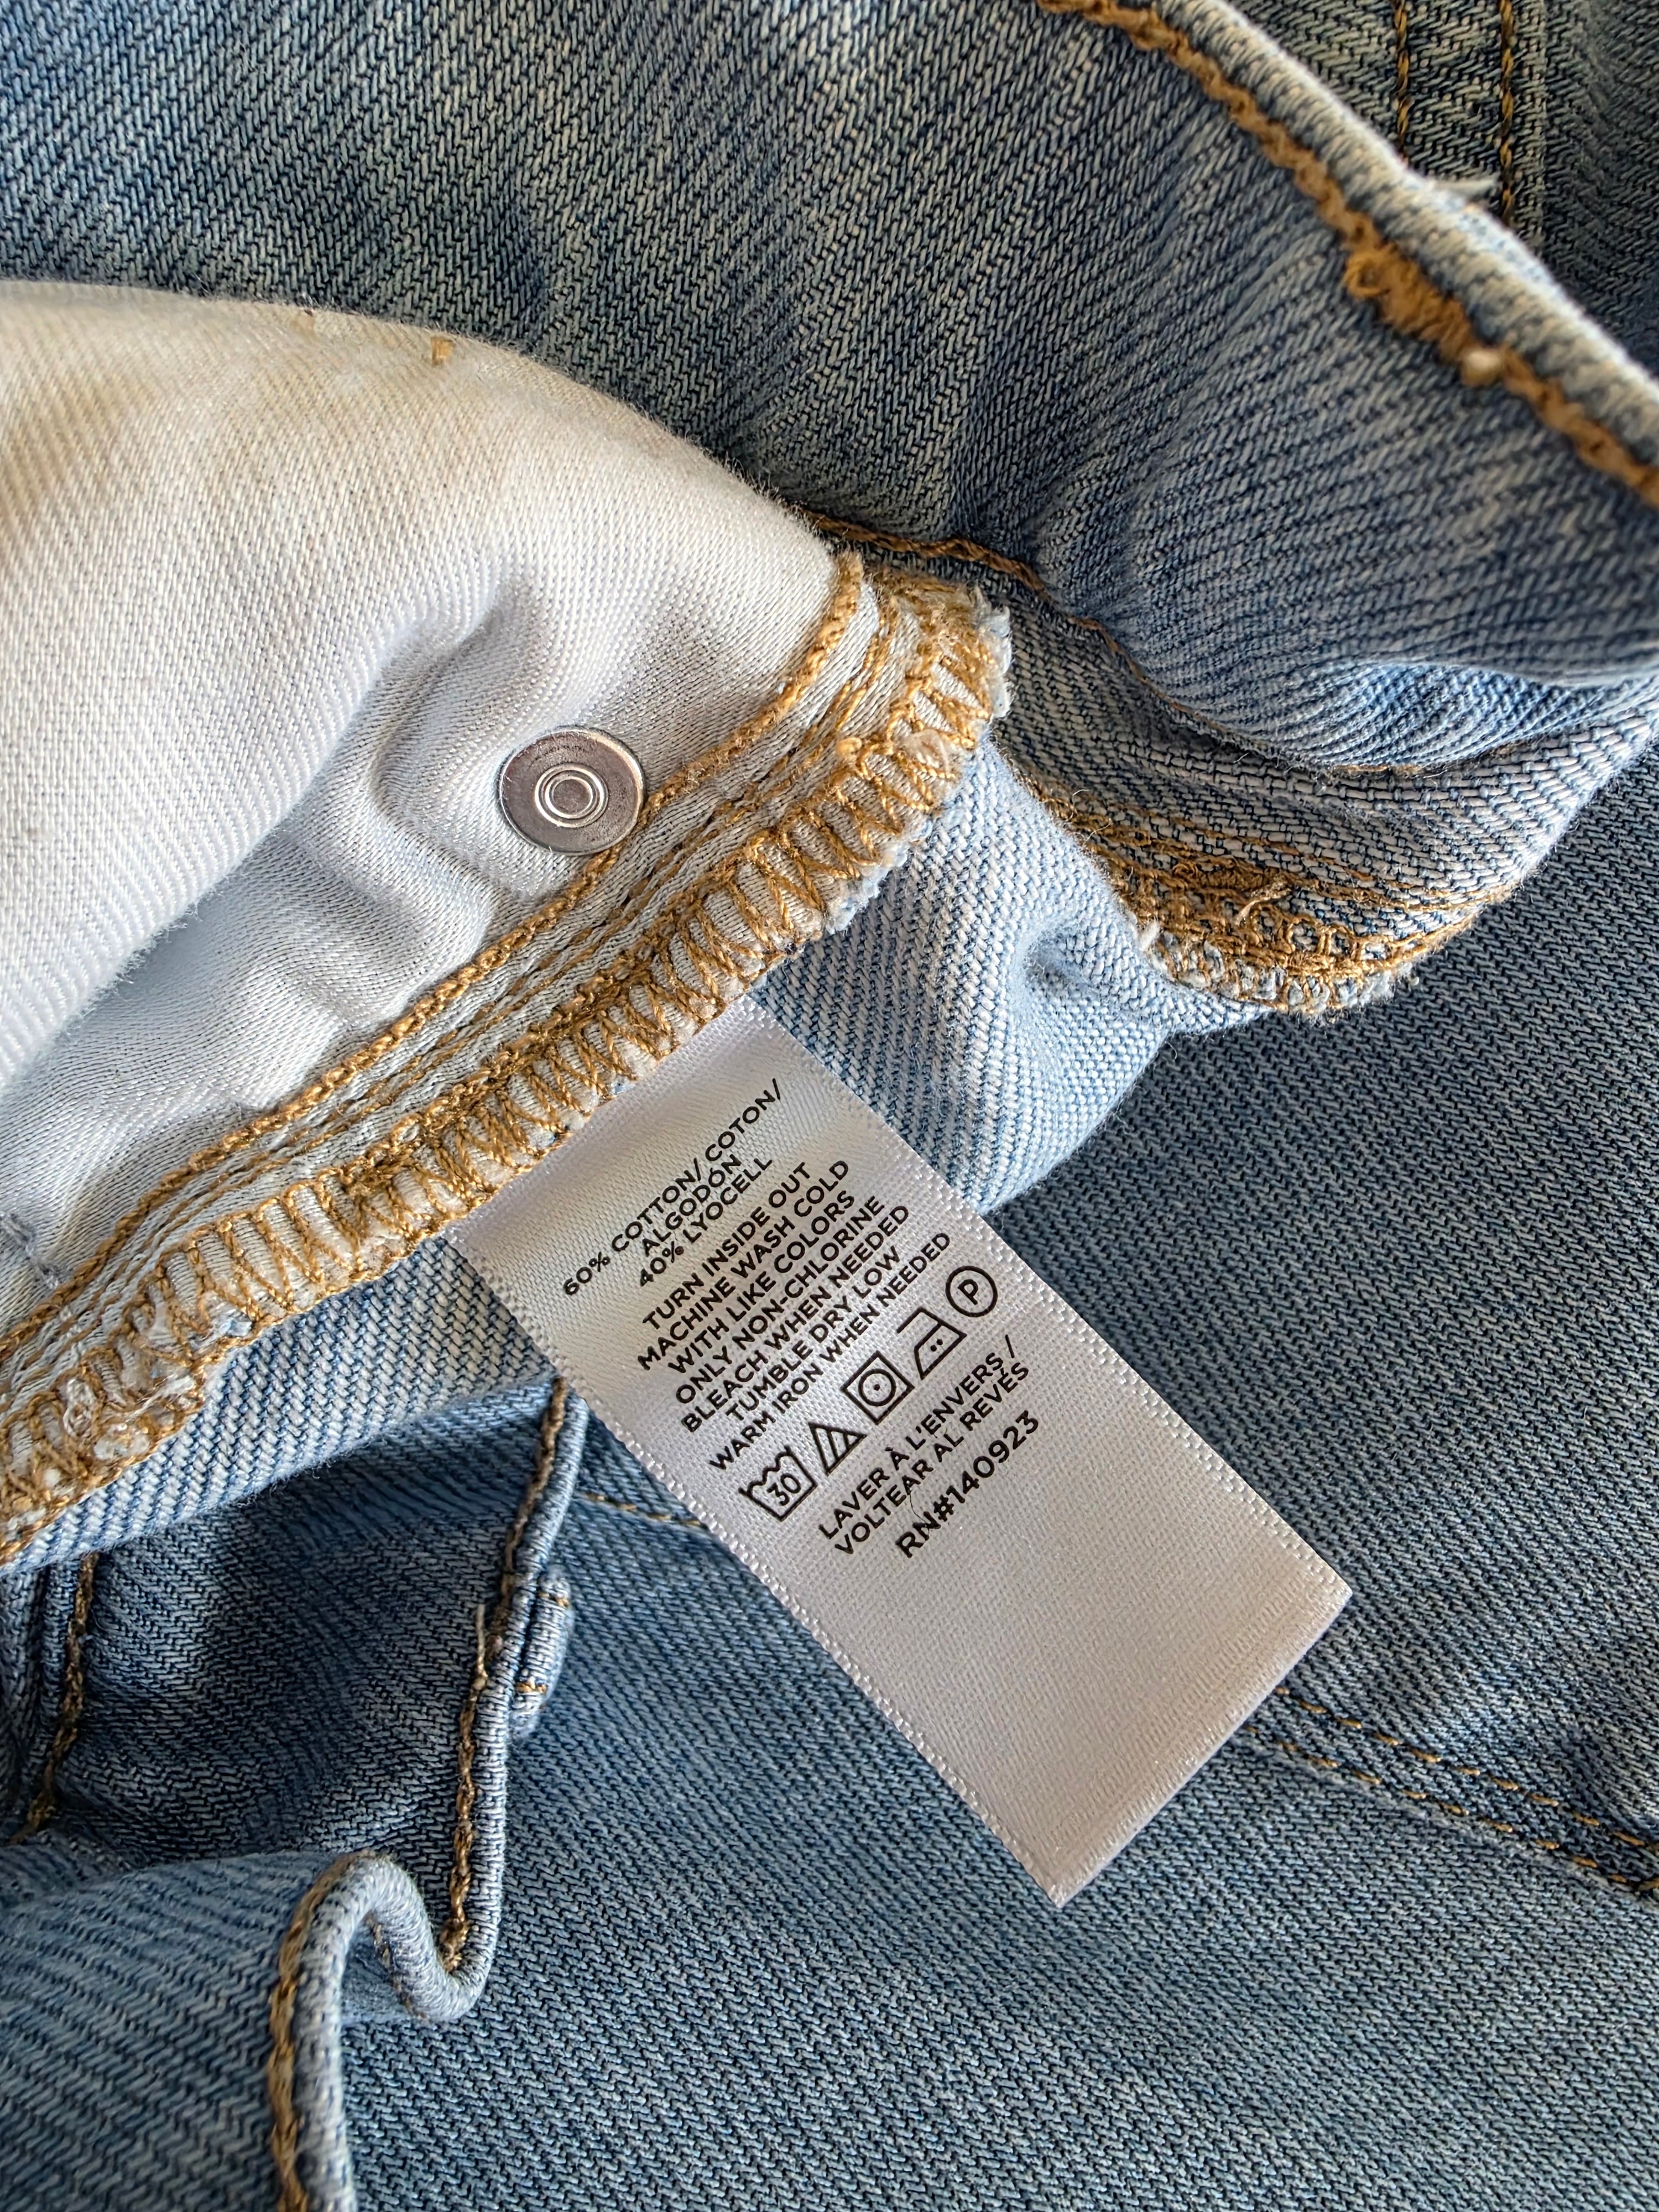 60% COTTON/COTON/
ALGODÓN
40% LYOCELL
TURN INSIDE OUT
MACHINE WASH COLD
WITH LIKE COLORS
ONLY NON-CHLORINE
BLEACH WHEN NEEDED
TUMBLE DRY LOW
WARM IRON WHEN NEEDED
30 P
LAVER À L'ENVERS /
VOLTEAR AL REVÉS
RN#140923